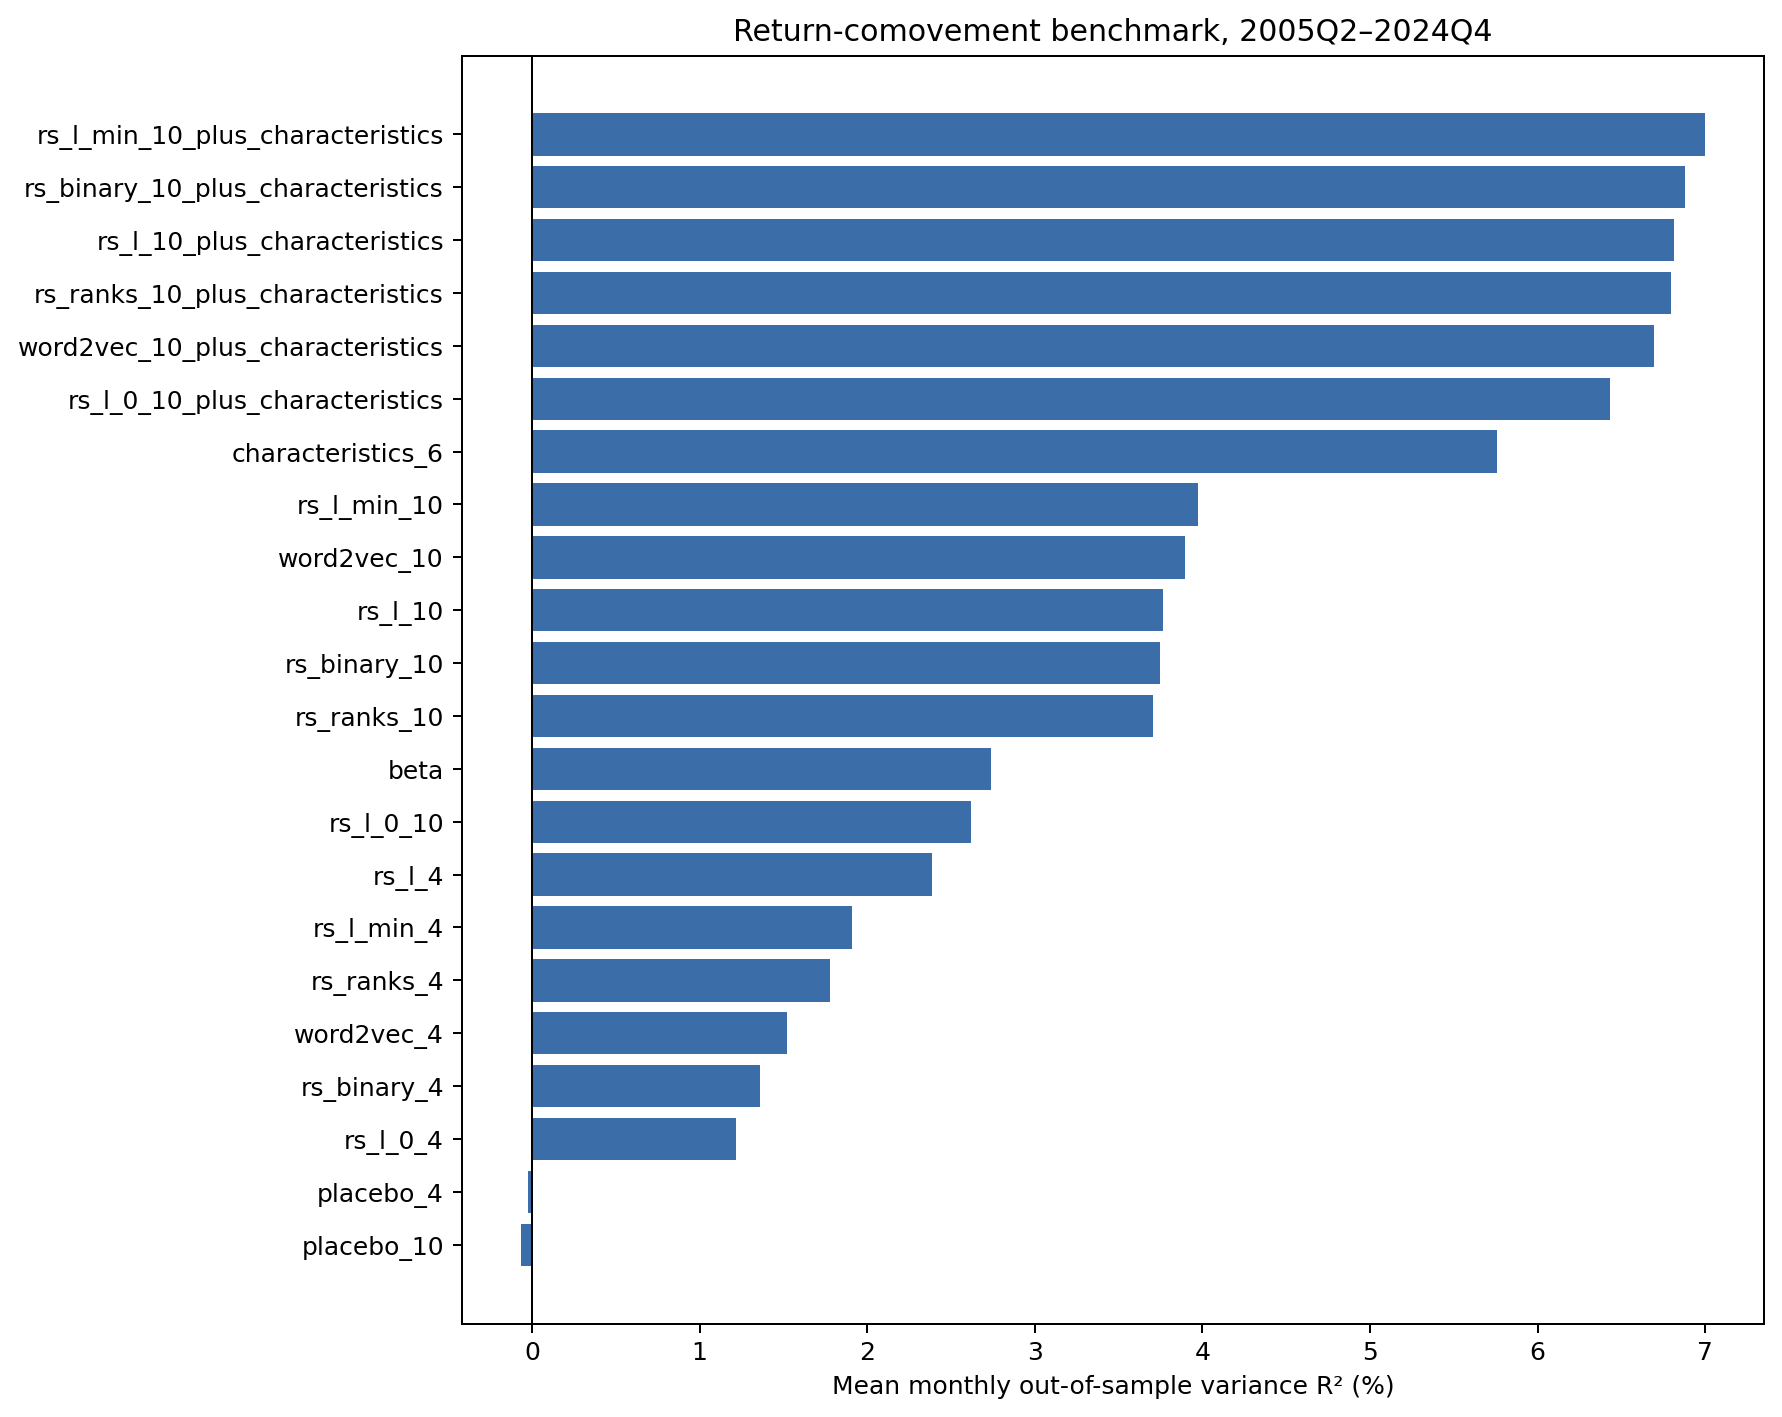 Return-comovement benchmark, 2005Q2–2024Q4
rs_l_min_10_plus_characteristics
rs_binary_10_plus_characteristics
rs_l_10_plus_characteristics
rs_ranks_10_plus_characteristics
word2vec_10_plus_characteristics
rs_l_0_10_plus_characteristics
characteristics_6
rs_l_min_10
word2vec_10
rs_l_10
rs_binary_10
rs_ranks_10
beta
rs_l_0_10
rs_l_4
rs_l_min_4
rs_ranks_4
word2vec_4
rs_binary_4
rs_l_0_4
placebo_4
placebo_10
0 1 2 3 4 5 6 7
Mean monthly out-of-sample variance R² (%)